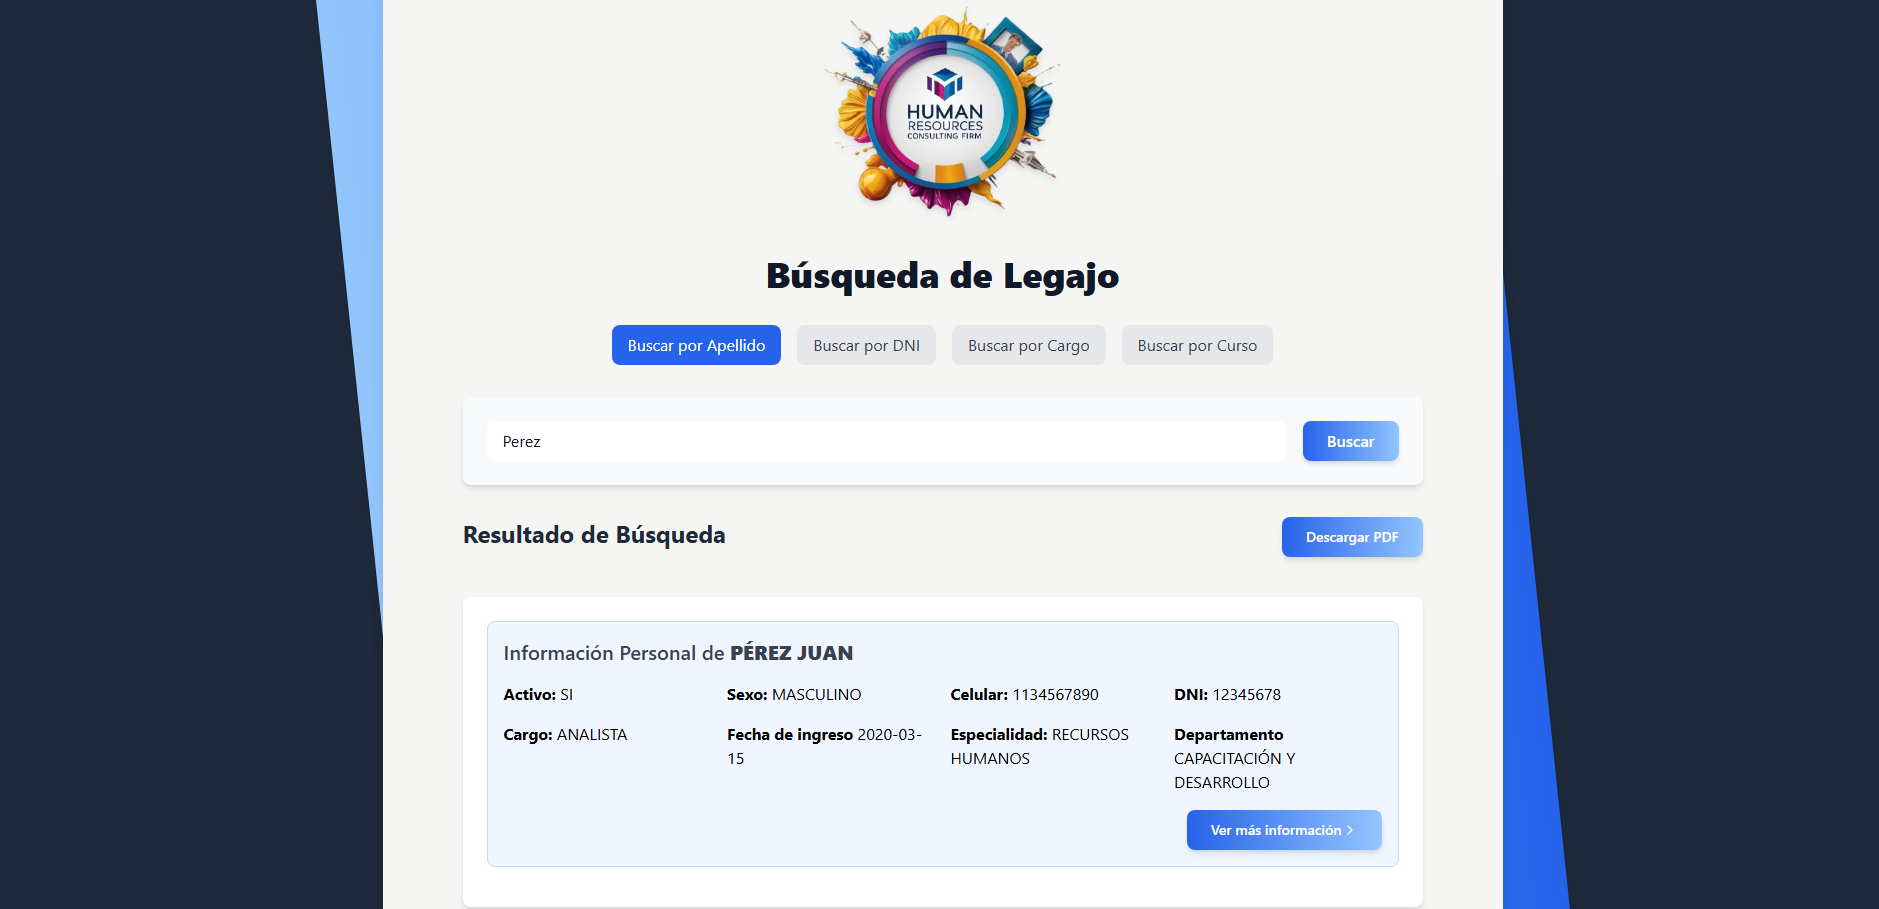 HUMAN
RESOURCES
CONSULTING FIRM
Búsqueda de Legajo
Buscar por Apellido
Buscar por DNI
Buscar por Cargo
Buscar por Curso
Perez
Buscar
Resultado de Búsqueda
Descargar PDF
Información Personal de PÉREZ JUAN
Activo: SI
Sexo: MASCULINO
Celular: 1134567890
DNI: 12345678
Cargo: ANALISTA
Fecha de ingreso 2020-03-
15
Especialidad: RECURSOS
HUMANOS
Departamento
CAPACITACIÓN Y
DESARROLLO
Ver más información